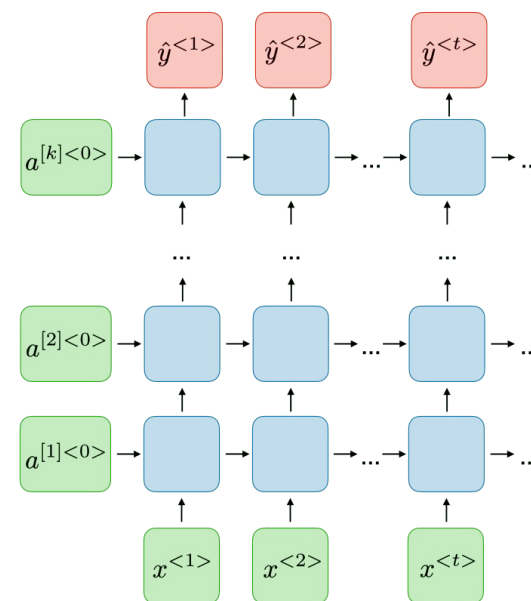 ŷ^{<1>} ŷ^{<2>} ŷ^{<t>}
a^{[k]<0>} ... ...
... ... ...
a^{[2]<0>} ... ...
a^{[1]<0>} ... ...
x^{<1>} x^{<2>} x^{<t>}